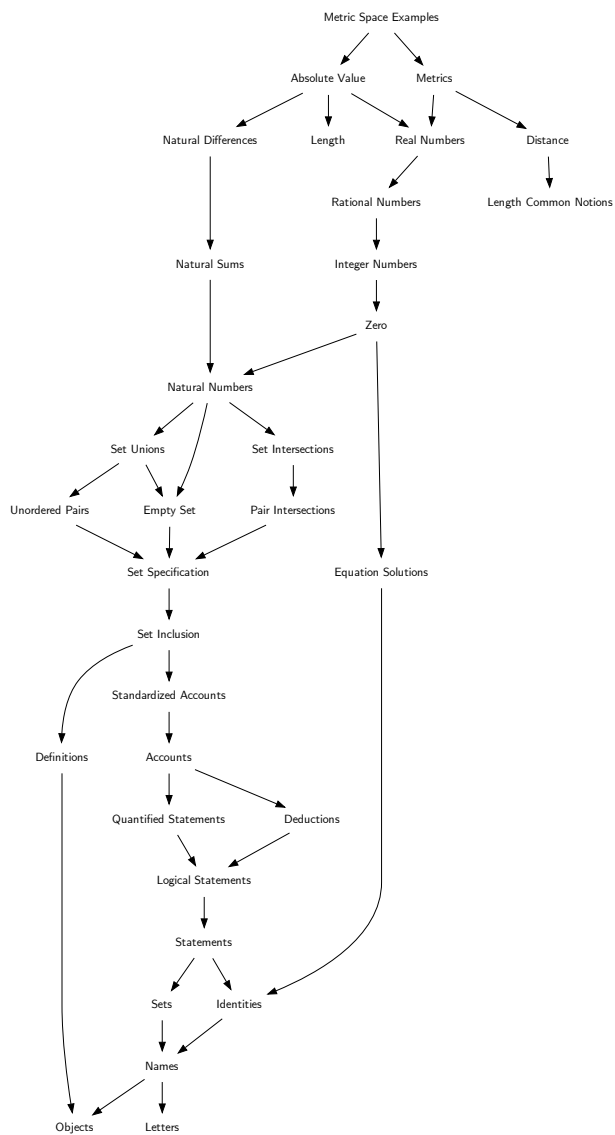 Metric Space Examples
Absolute Value
Metrics
Natural Differences
Length
Real Numbers
Distance
Rational Numbers
Length Common Notions
Natural Sums
Integer Numbers
Zero
Natural Numbers
Set Unions
Set Intersections
Unordered Pairs
Empty Set
Pair Intersections
Set Specification
Equation Solutions
Set Inclusion
Standardized Accounts
Definitions
Accounts
Quantified Statements
Deductions
Logical Statements
Statements
Sets
Identities
Names
Objects
Letters